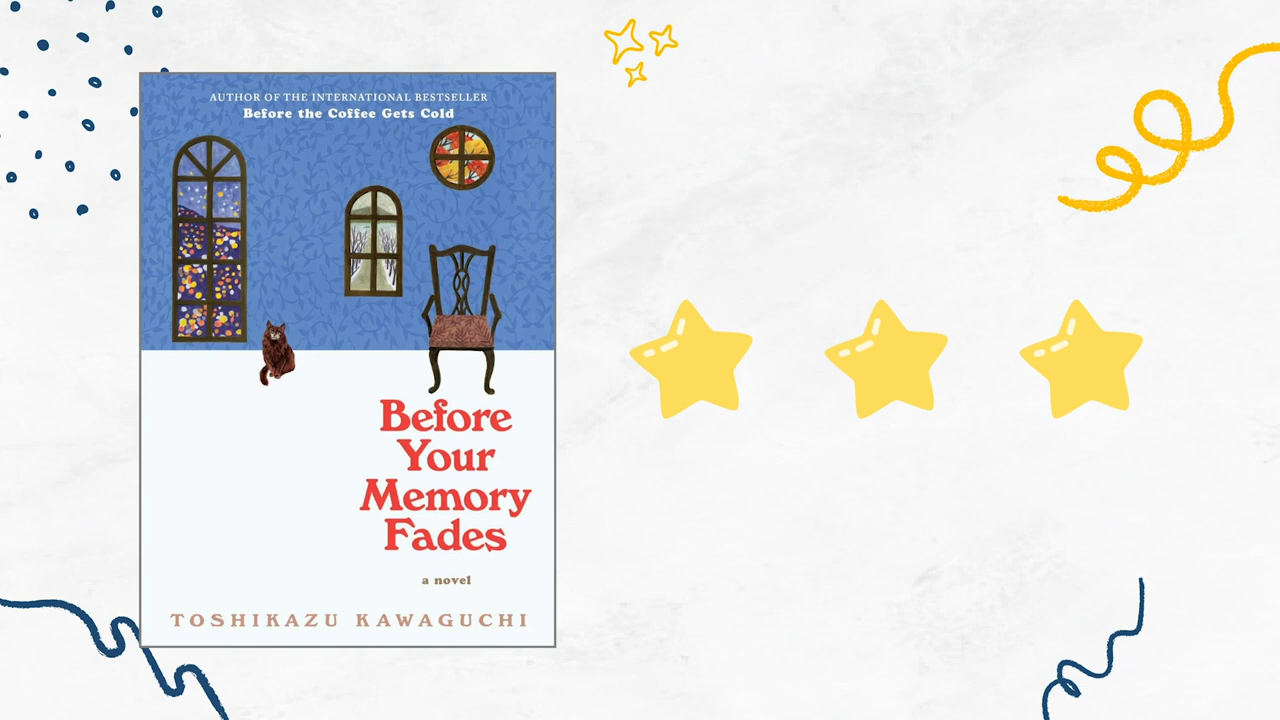 AUTHOR OF THE INTERNATIONAL BESTSELLER
Before the Coffee Gets Cold
Before
Your
Memory
Fades
a novel
TOSHIKAZU KAWAGUCHI